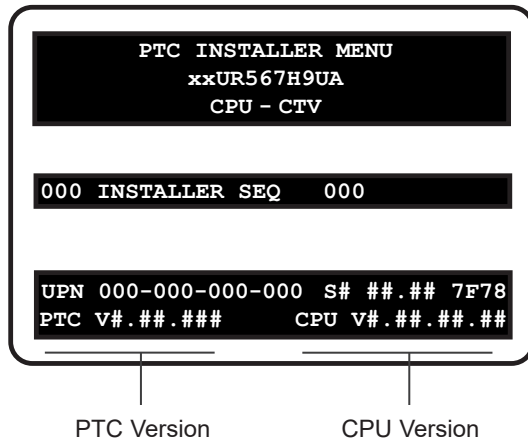 PTC INSTALLER MENU
xxUR567H9UA
CPU – CTV
000 INSTALLER SEQ 000
UPN 000-000-000-000 S# ##.## 7F78
PTC V#.##.### CPU V#.##.##.##
PTC Version CPU Version